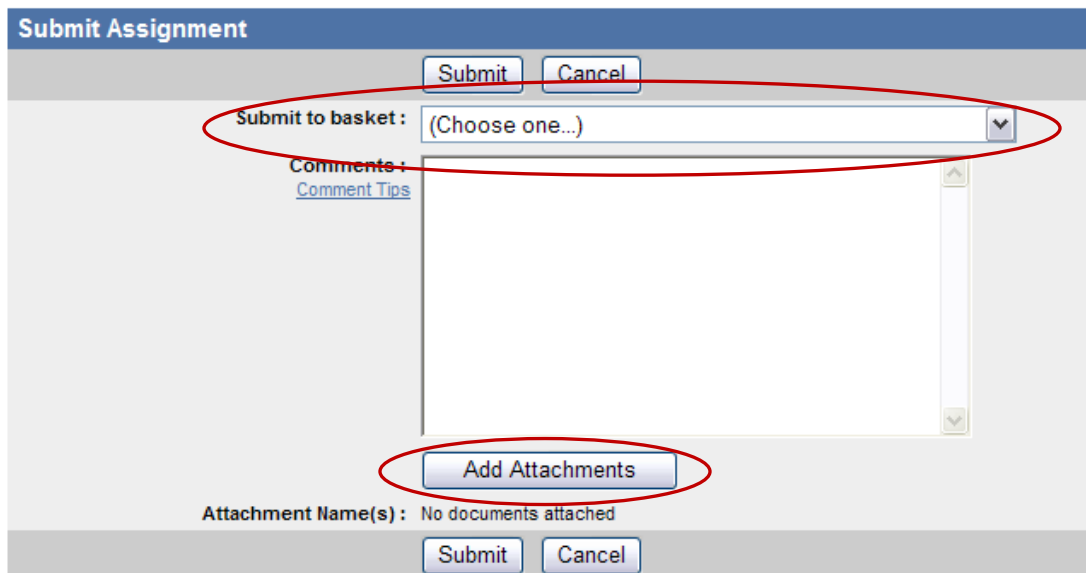 Submit Assignment
Submit Cancel
Submit to basket : (Choose one...)
Comments :
Comment Tips
Add Attachments
Attachment Name(s) : No documents attached
Submit Cancel